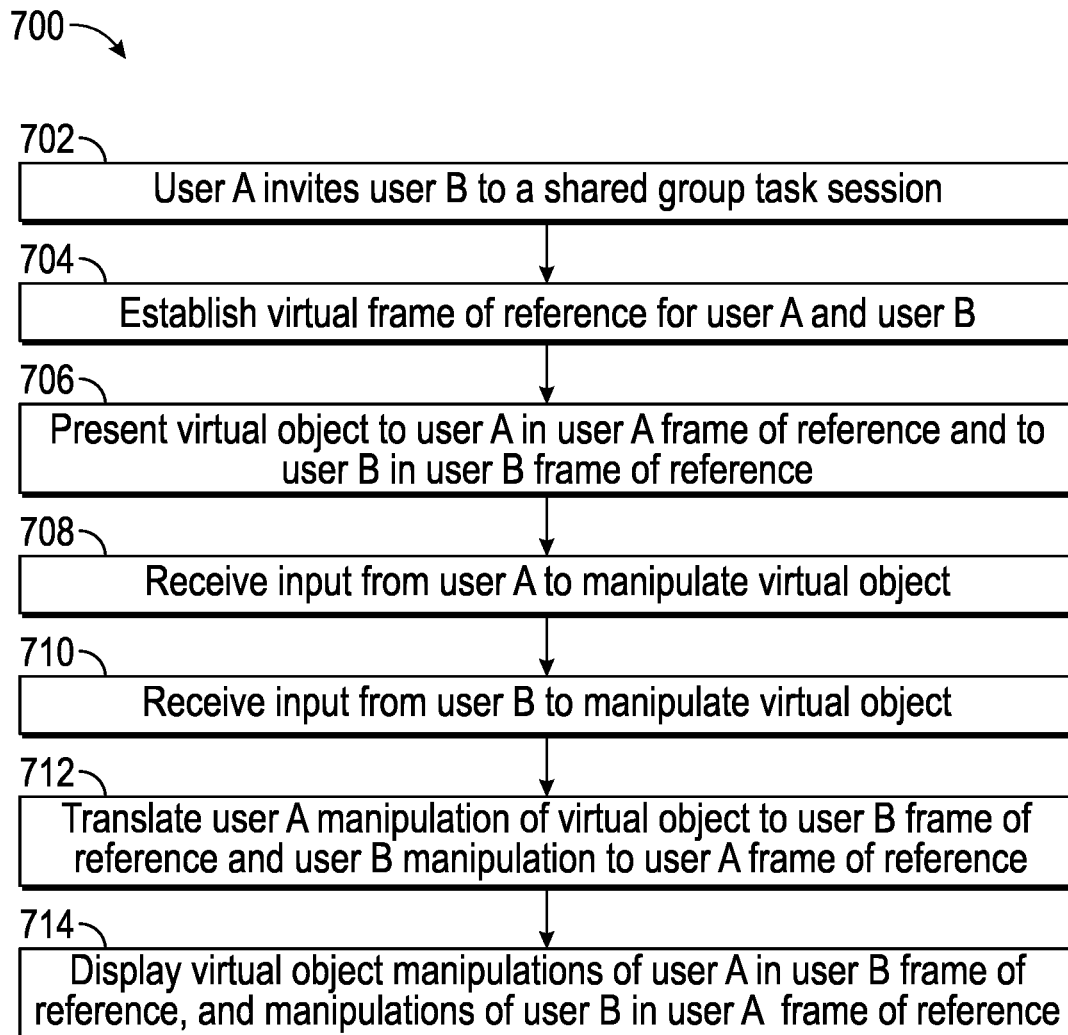 700
702
User A invites user B to a shared group task session
704
Establish virtual frame of reference for user A and user B
706
Present virtual object to user A in user A frame of reference and to
user B in user B frame of reference
708
Receive input from user A to manipulate virtual object
710
Receive input from user B to manipulate virtual object
712
Translate user A manipulation of virtual object to user B frame of
reference and user B manipulation to user A frame of reference
714
Display virtual object manipulations of user A in user B frame of
reference, and manipulations of user B in user A frame of reference